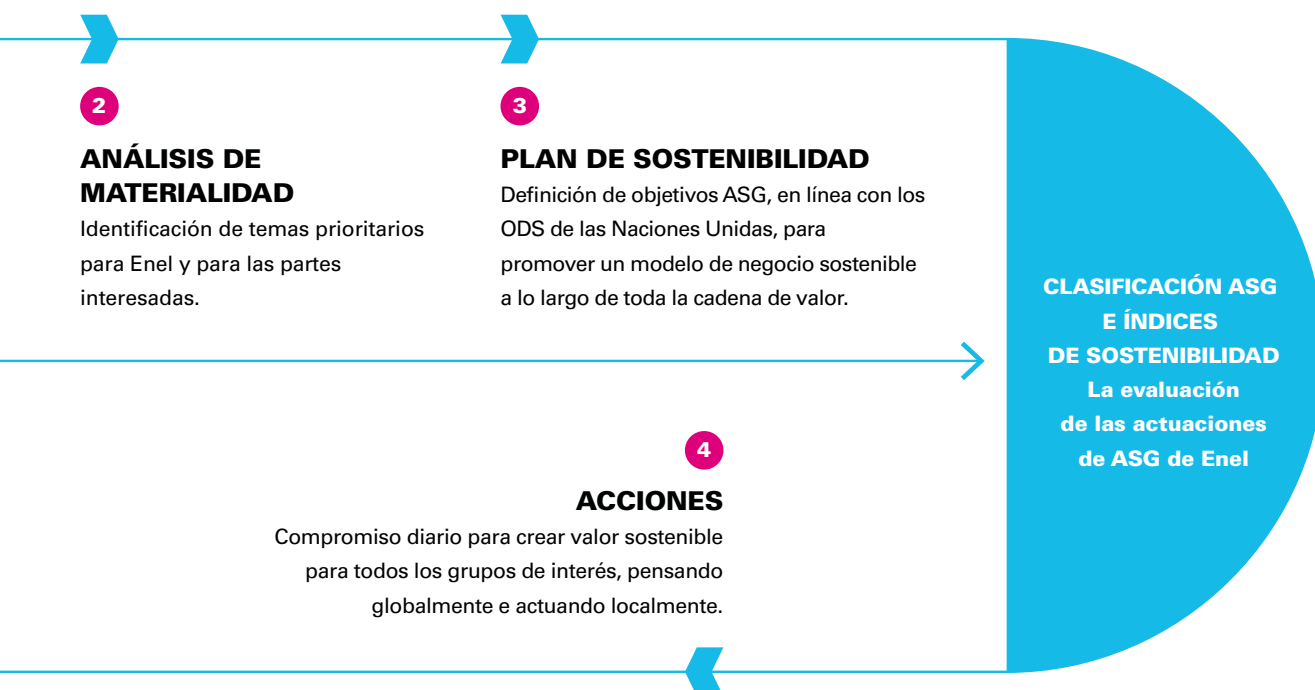 2
ANÁLISIS DE
MATERIALIDAD
Identificación de temas prioritarios
para Enel y para las partes
interesadas.
3
PLAN DE SOSTENIBILIDAD
Definición de objetivos ASG, en línea con los
ODS de las Naciones Unidas, para
promover un modelo de negocio sostenible
a lo largo de toda la cadena de valor.
4
ACCIONES
Compromiso diario para crear valor sostenible
para todos los grupos de interés, pensando
globalmente e actuando localmente.
CLASIFICACIÓN ASG
E ÍNDICES
DE SOSTENIBILIDAD
La evaluación
de las actuaciones
de ASG de Enel